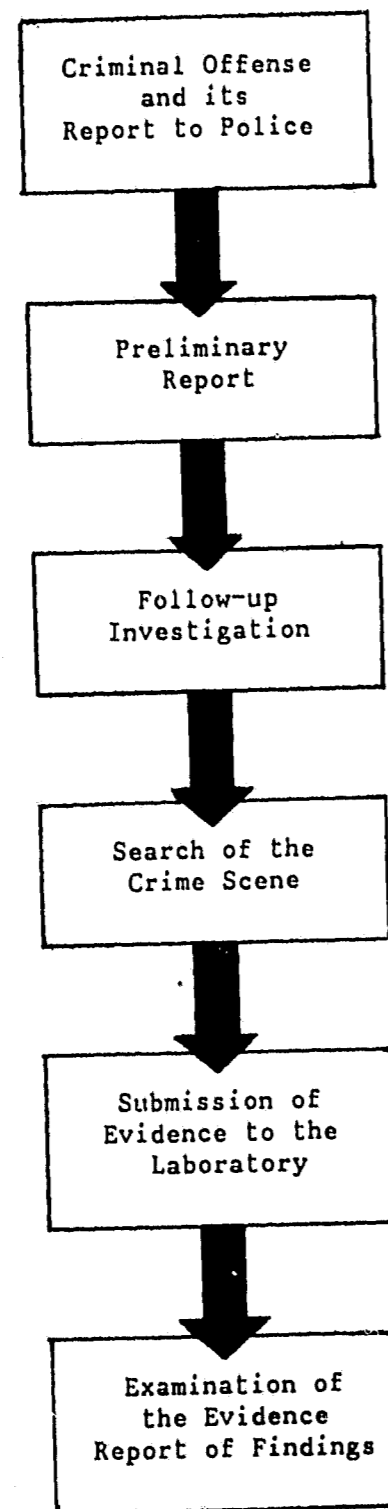 Criminal Offense
and its
Report to Police
Preliminary
Report
Follow-up
Investigation
Search of the
Crime Scene
Submission of
Evidence to the
Laboratory
Examination of
the Evidence
Report of Findings